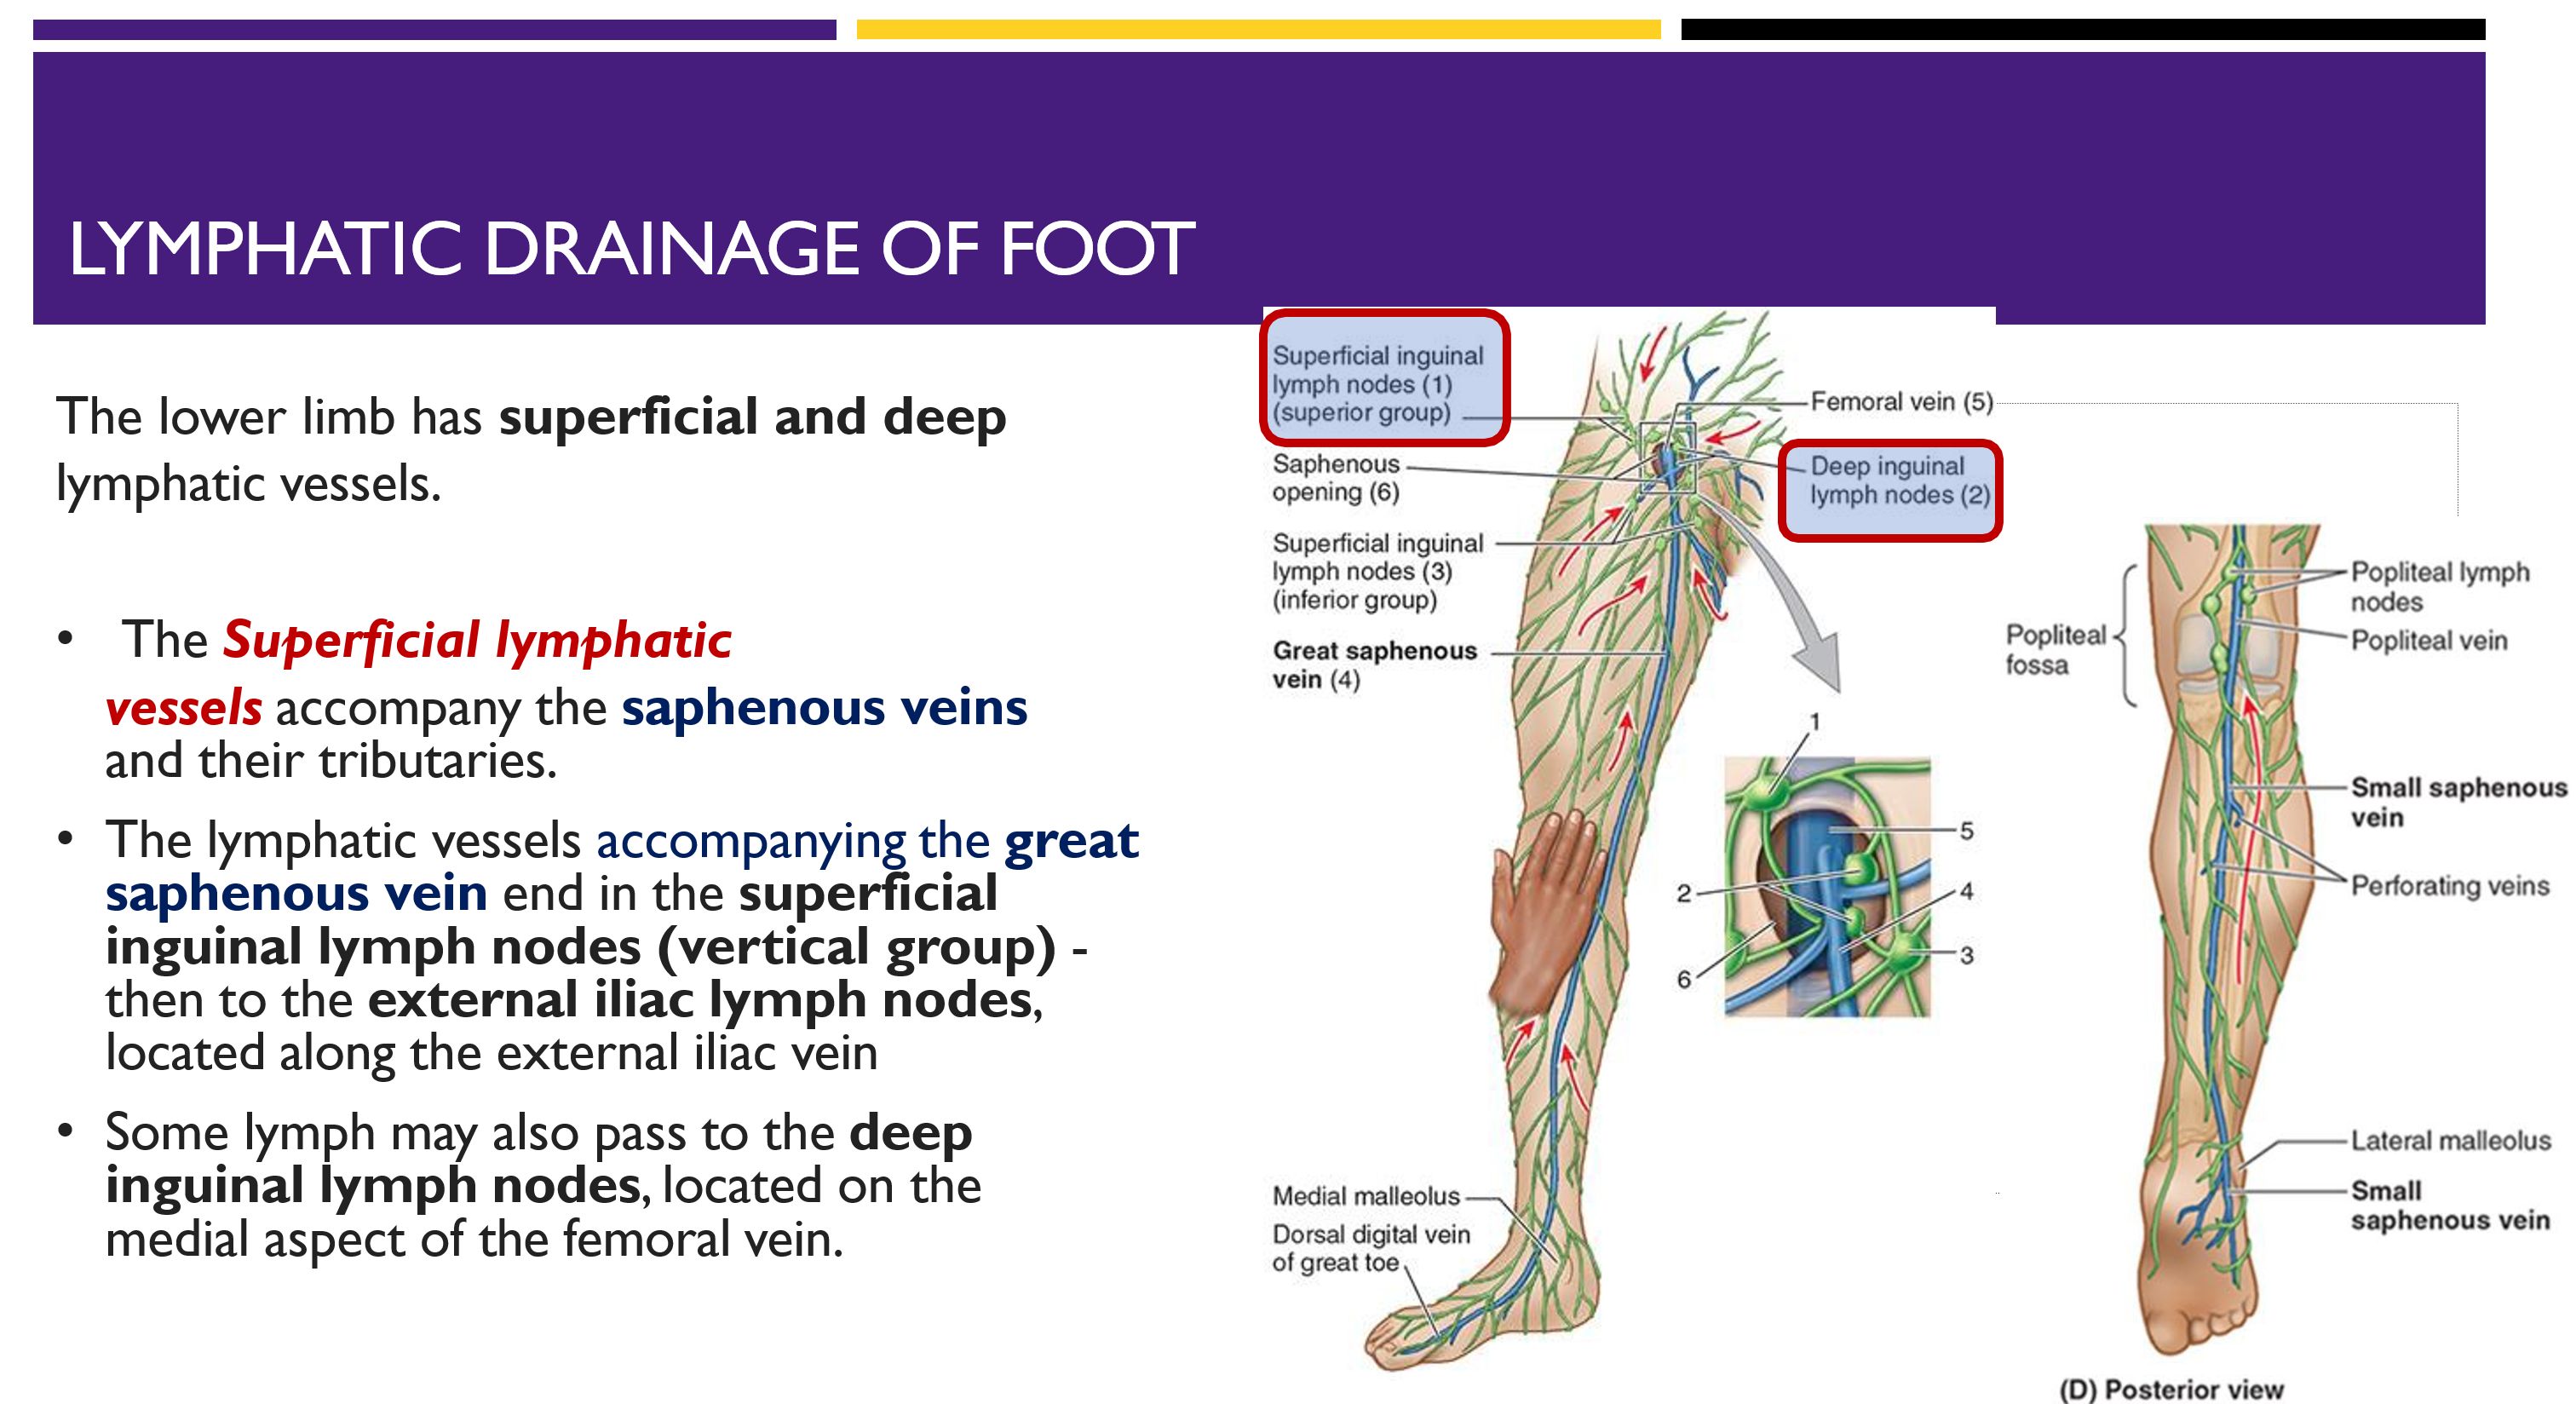 LYMPHATIC DRAINAGE OF FOOT
The lower limb has superficial and deep
lymphatic vessels.
• The Superficial lymphatic
vessels accompany the saphenous veins
and their tributaries.
• The lymphatic vessels accompanying the great
saphenous vein end in the superficial
inguinal lymph nodes (vertical group) -
then to the external iliac lymph nodes,
located along the external iliac vein
• Some lymph may also pass to the deep
inguinal lymph nodes, located on the
medial aspect of the femoral vein.
Superficial inguinal
lymph nodes (1)
(superior group)
Saphenous
opening (6)
Superficial inguinal
lymph nodes (3)
(inferior group)
Great saphenous
vein (4)
Medial malleolus
Dorsal digital vein
of great toe
Femoral vein (5)
Deep inguinal
lymph nodes (2)
1
5
2
4
3
6
Popliteal
fossa
Popliteal lymph
nodes
Popliteal vein
Small saphenous
vein
Perforating veins
Lateral malleolus
Small
saphenous vein
(D) Posterior view